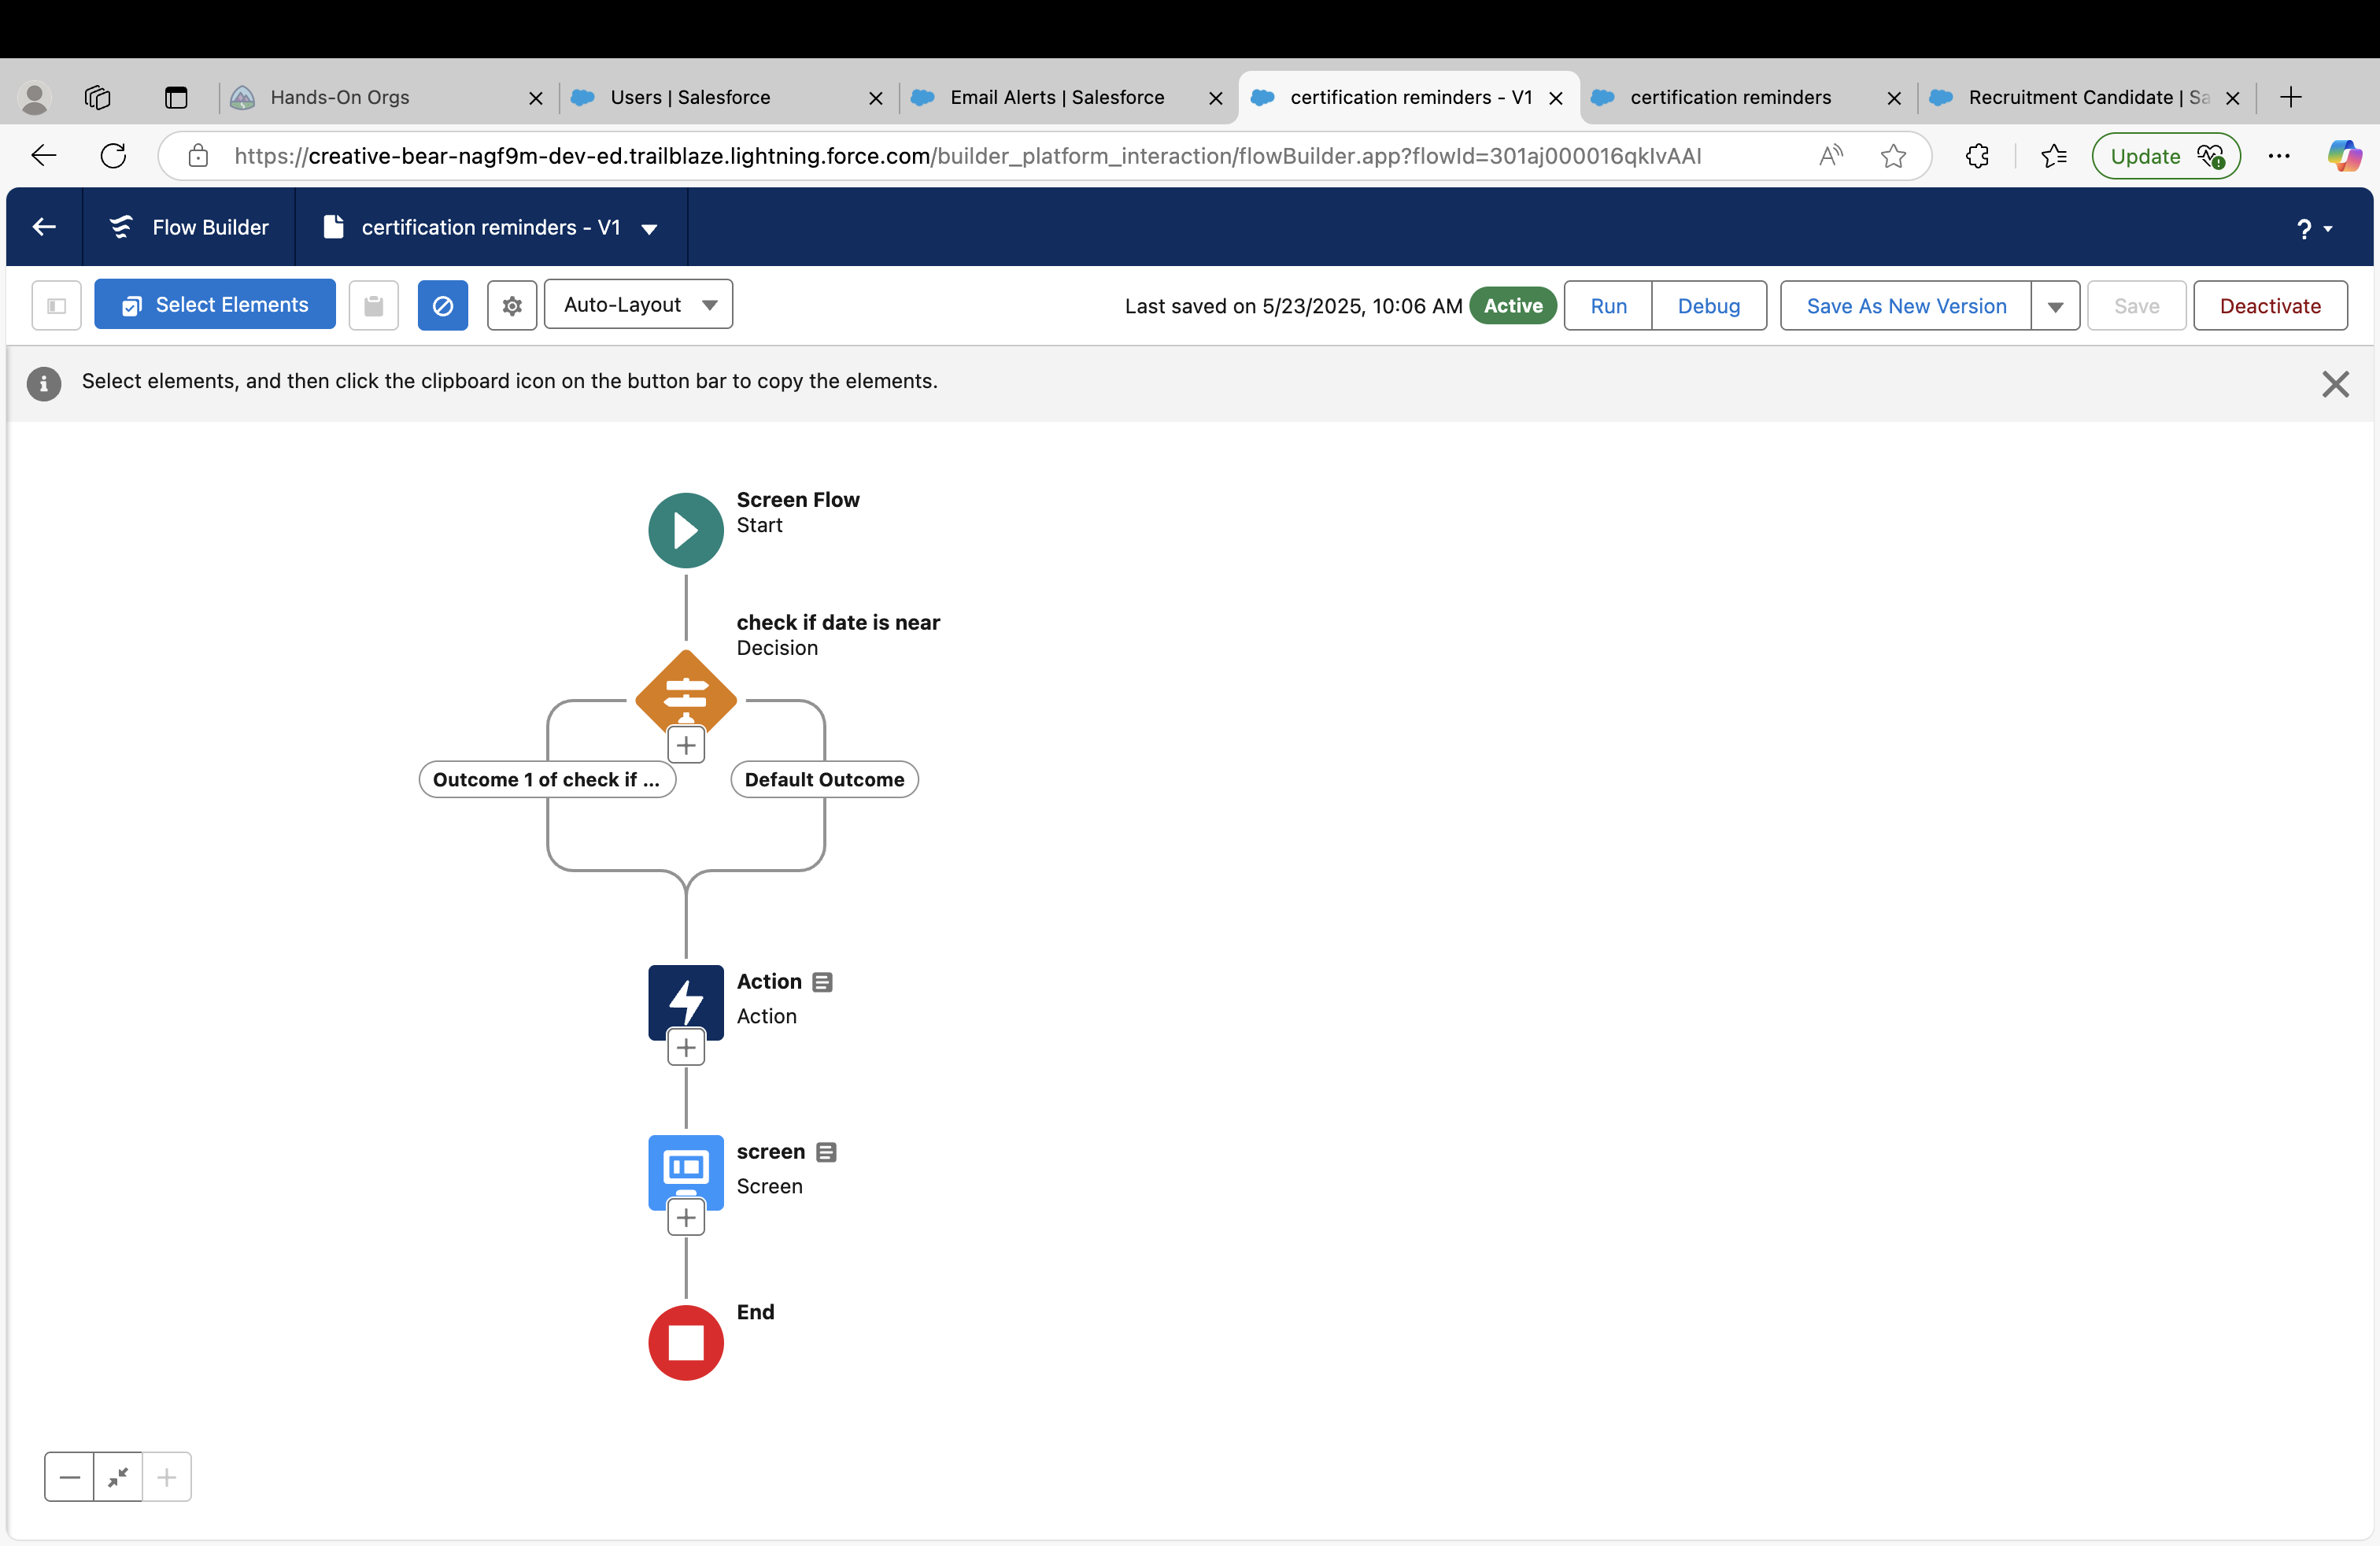 Hands-On Orgs
Users | Salesforce
Email Alerts | Salesforce
certification reminders - V1
certification reminders
Recruitment Candidate | Sa
https://creative-bear-nagf9m-dev-ed.trailblaze.lightning.force.com/builder_platform_interaction/flowBuilder.app?flowId=301aj000016qkIvAAI
Update
Flow Builder
certification reminders - V1
?
Select Elements
Auto-Layout
Last saved on 5/23/2025, 10:06 AM
Active
Run
Debug
Save As New Version
Save
Deactivate
Select elements, and then click the clipboard icon on the button bar to copy the elements.
Screen Flow
Start
check if date is near
Decision
Outcome 1 of check if ...
Default Outcome
Action
Action
screen
Screen
End